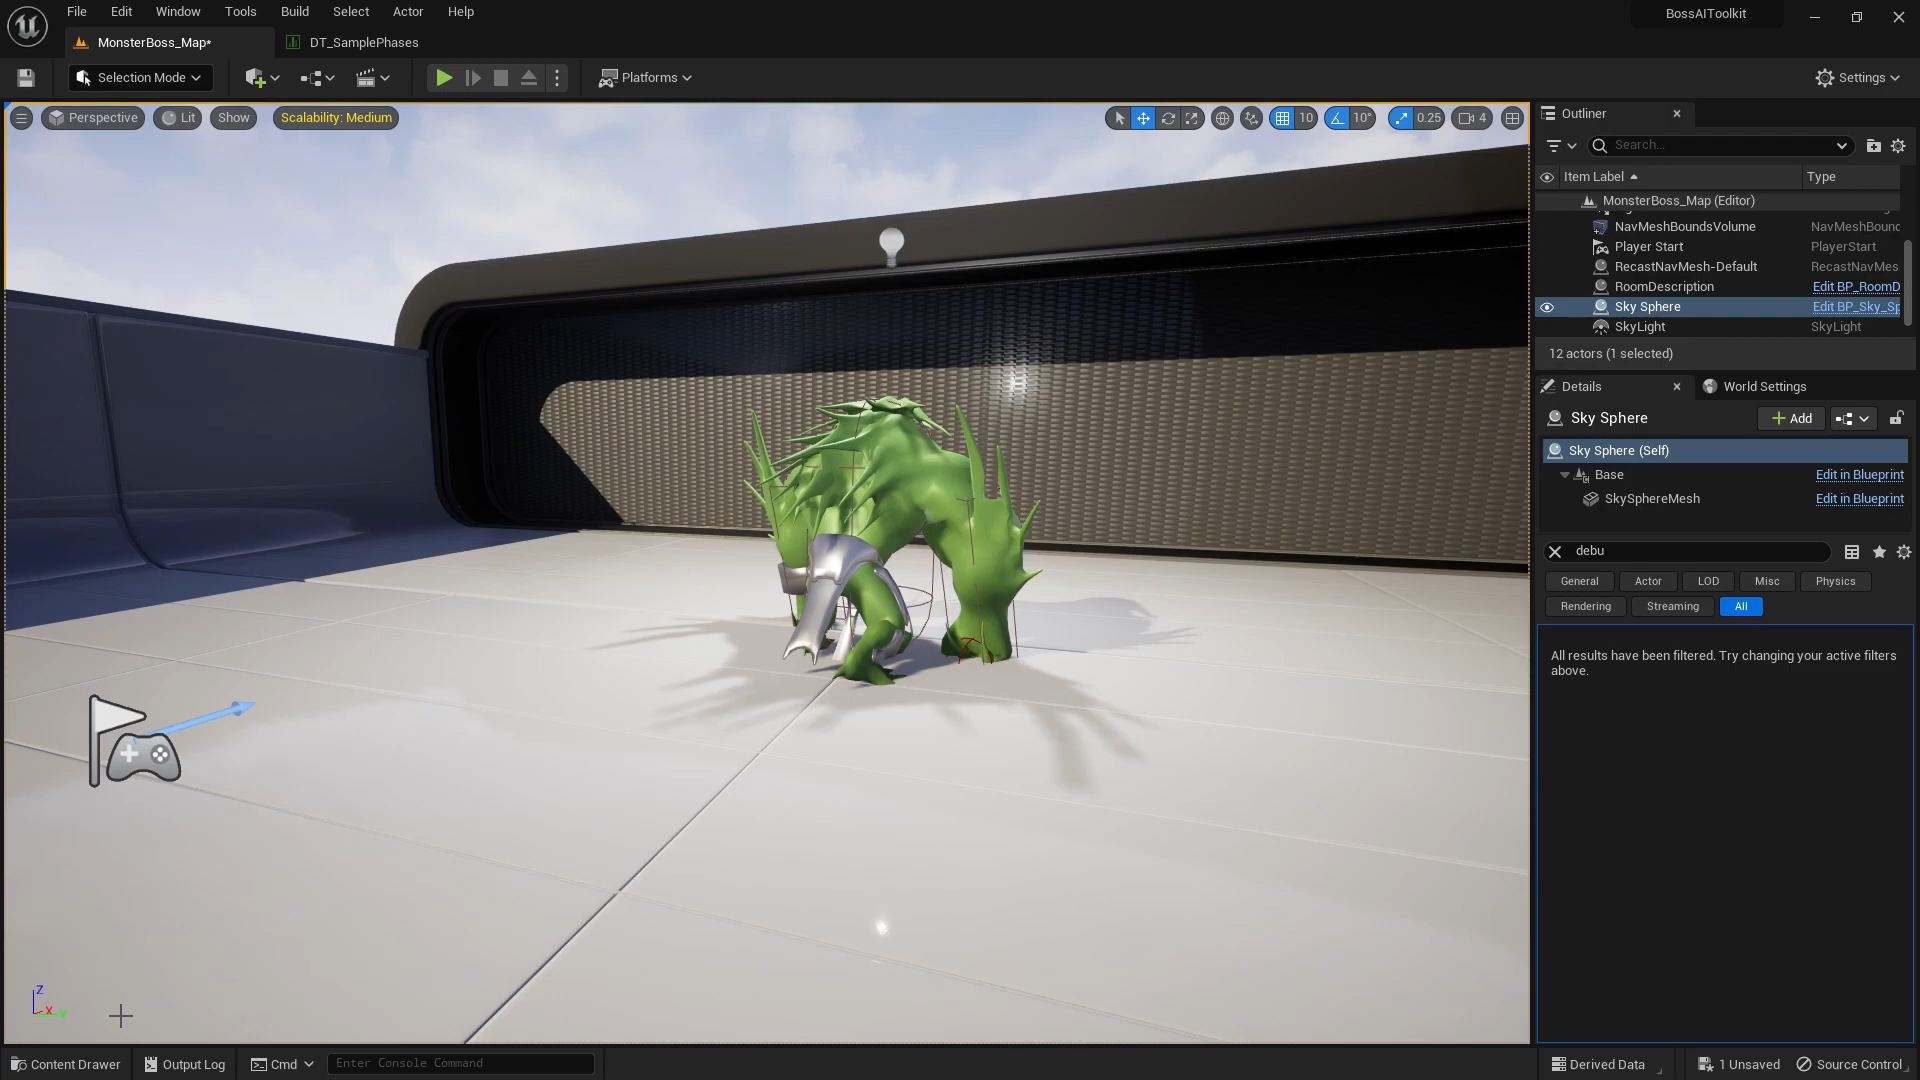 File Edit Window Tools Build Select Actor Help
BossAIToolkit
MonsterBoss_Map*
DT_SamplePhases
Selection Mode
Platforms
Settings
Perspective
Lit
Show
Scalability: Medium
10
10°
0.25
4
Outliner
Search...
Item Label
Type
MonsterBoss_Map (Editor)
NavMeshBoundsVolume NavMeshBound
Player Start PlayerStart
RecastNavMesh-Default RecastNavMes
RoomDescription Edit BP_RoomD
Sky Sphere Edit BP_Sky_Sp
SkyLight SkyLight
12 actors (1 selected)
Details
World Settings
Sky Sphere
Add
Sky Sphere (Self)
Base Edit in Blueprint
SkySphereMesh Edit in Blueprint
debu
General Actor LOD Misc Physics
Rendering Streaming All
All results have been filtered. Try changing your active filters
above.
Z
X
Y
Content Drawer
Output Log
Cmd
Enter Console Command
Derived Data
1 Unsaved
Source Control